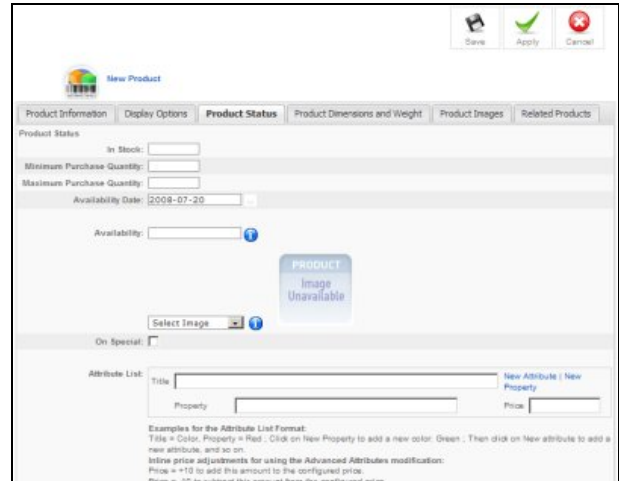 Save Apply Cancel
New Product
Product Information Display Options Product Status Product Dimensions and Weight Product Images Related Products
Product Status
In Stock:
Minimum Purchase Quantity:
Maximum Purchase Quantity:
Availability Date: 2008-07-20
Availability:
PRODUCT
Image
Unavailable
Select Image
On Special:
Attribute List: Title New Attribute | New
Property
Property Price
Examples for the Attribute List Format:
Title = Color, Property = Red ; Click on New Property to add a new color: Green ; Then click on New attribute to add a
new attribute, and so on.
Inline price adjustments for using the Advanced Attributes modification:
Price = +10 to add this amount to the configured price.